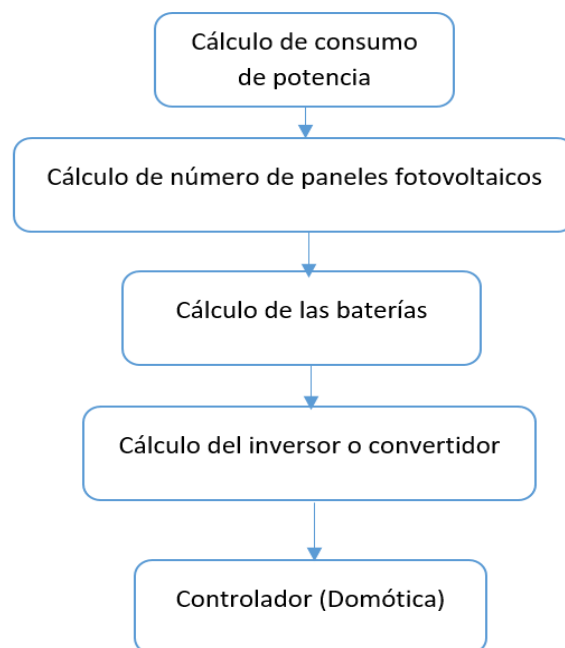 Cálculo de consumo
de potencia
Cálculo de número de paneles fotovoltaicos
Cálculo de las baterías
Cálculo del inversor o convertidor
Controlador (Domótica)